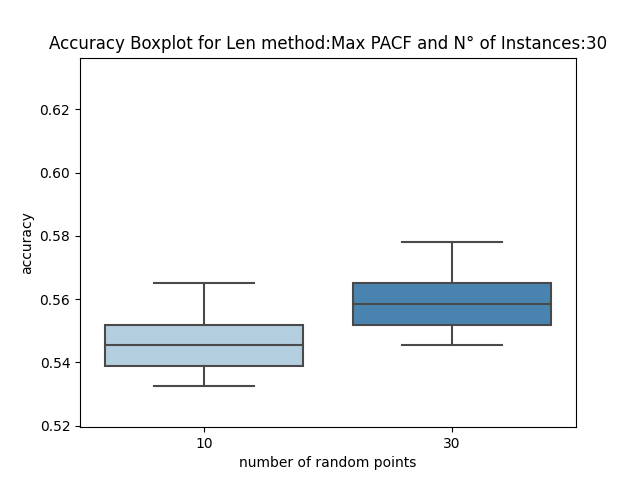 Accuracy Boxplot for Len method:Max PACF and N° of Instances:30
0.62
0.60
0.58
0.56
0.54
0.52
accuracy
10
30
number of random points